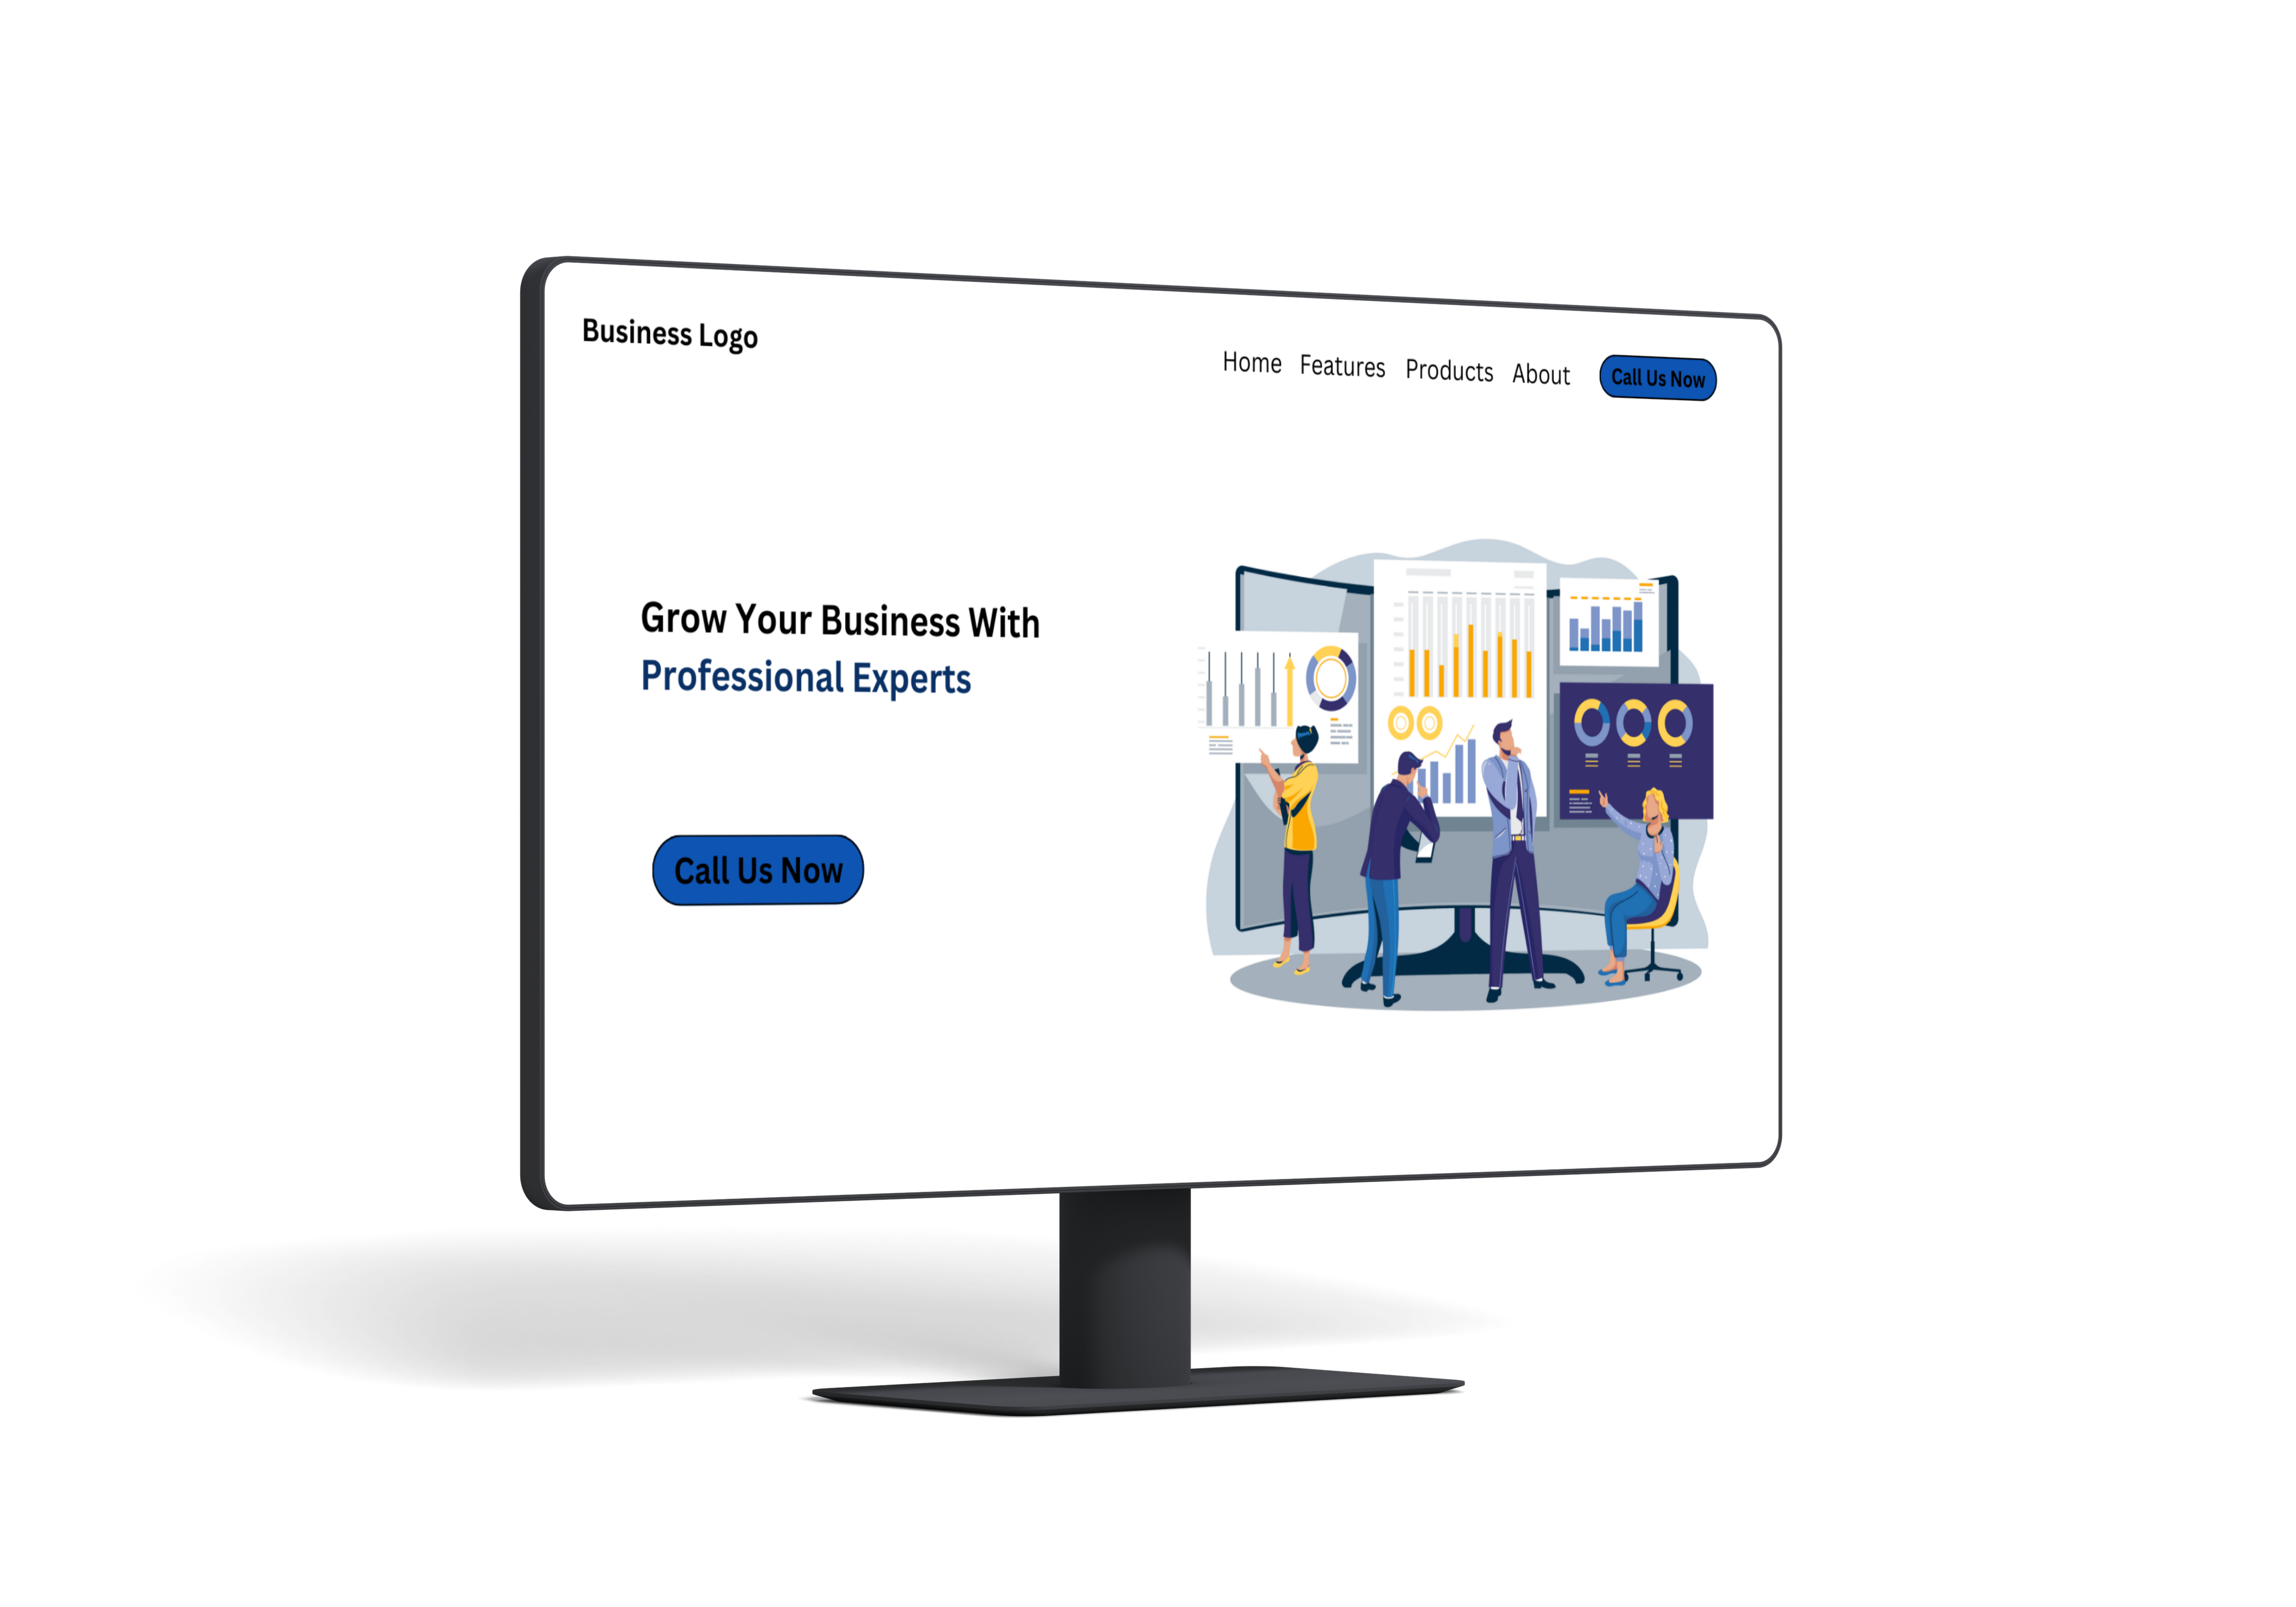 Business Logo
Home Features Products About Call Us Now
Grow Your Business With
Professional Experts
Call Us Now